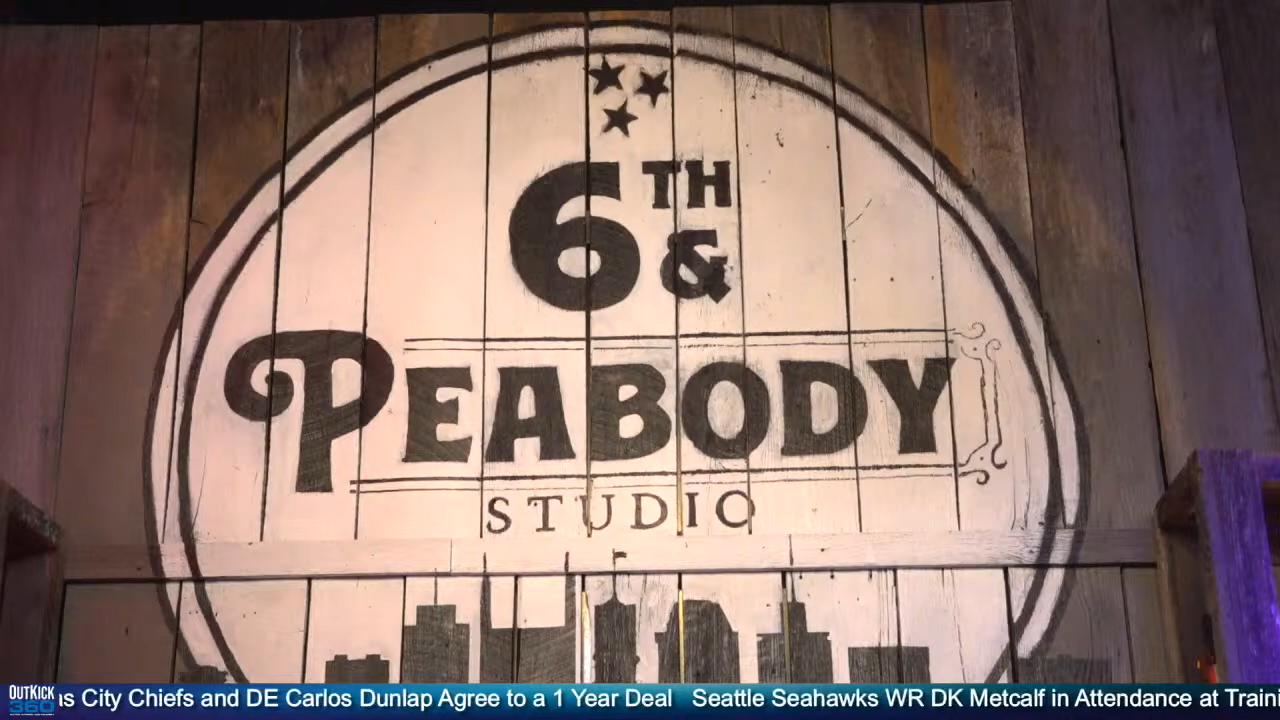 6TH
&
PEABODY
STUDIO
OUTKICK
360
City Chiefs and DE Carlos Dunlap Agree to a 1 Year Deal Seattle Seahawks WR DK Metcalf in Attendance at